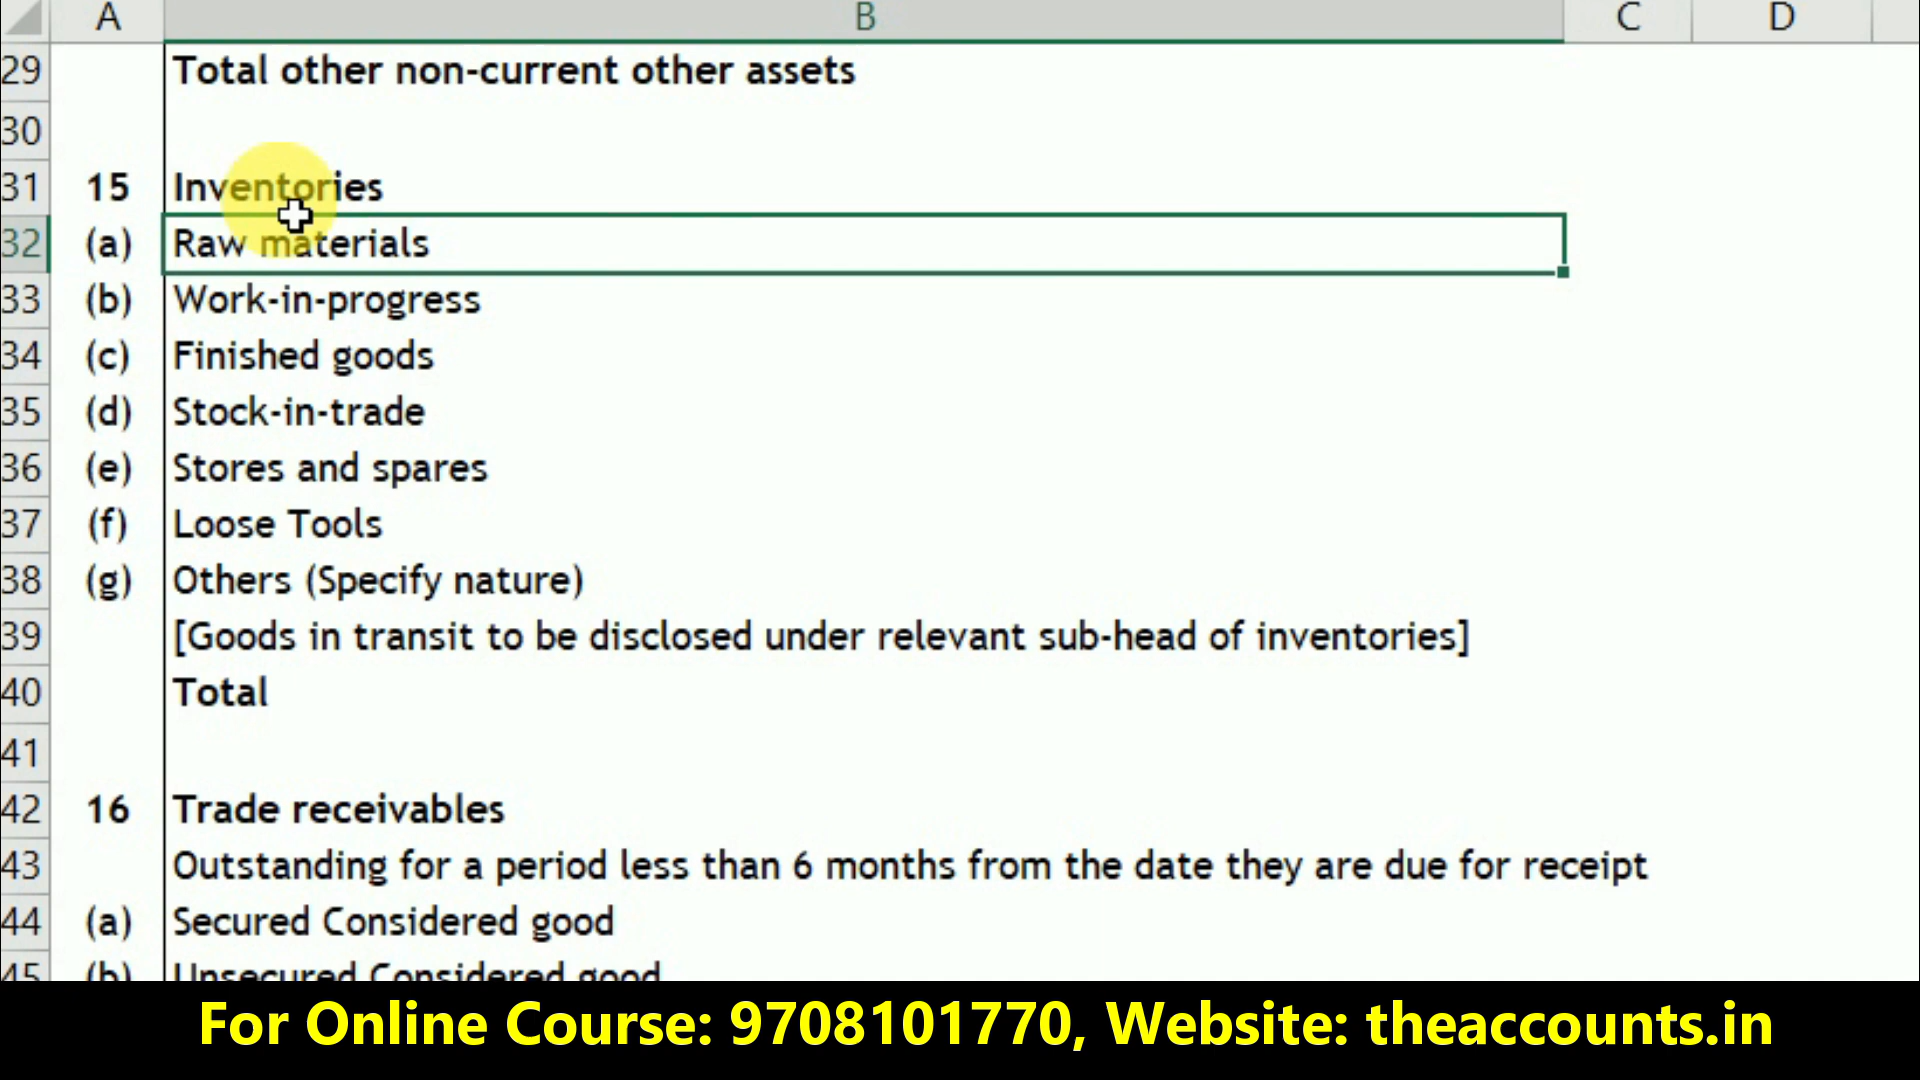 A B C D
29 Total other non-current other assets
30
31 15 Inventories
32 (a) Raw materials
33 (b) Work-in-progress
34 (c) Finished goods
35 (d) Stock-in-trade
36 (e) Stores and spares
37 (f) Loose Tools
38 (g) Others (Specify nature)
39 [Goods in transit to be disclosed under relevant sub-head of inventories]
40 Total
41
42 16 Trade receivables
43 Outstanding for a period less than 6 months from the date they are due for receipt
44 (a) Secured Considered good
45 (b) Unsecured Considered good
For Online Course: 9708101770, Website: theaccounts.in